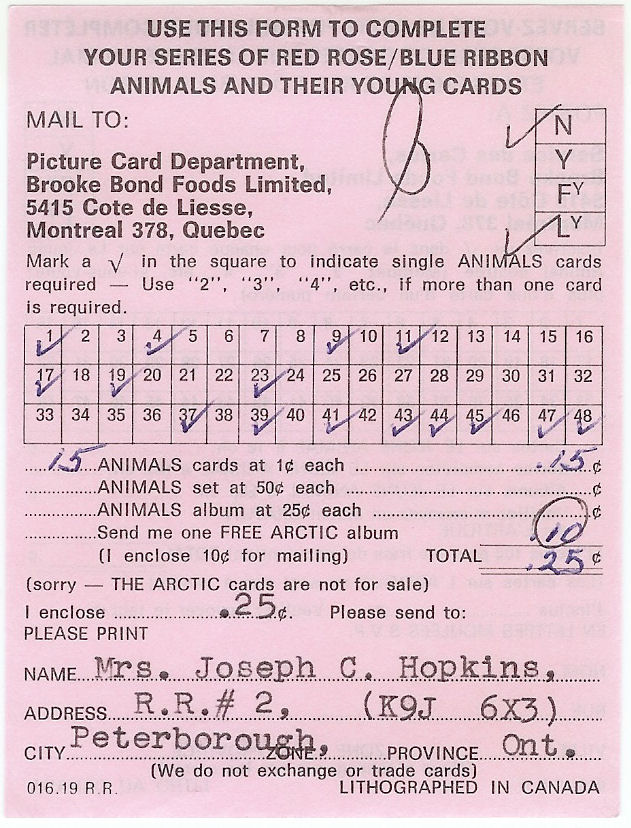 USE THIS FORM TO COMPLETE
YOUR SERIES OF RED ROSE/BLUE RIBBON
ANIMALS AND THEIR YOUNG CARDS
MAIL TO:
Picture Card Department,
Brooke Bond Foods Limited,
5415 Cote de Liesse,
Montreal 378, Quebec
N
Y
FY
LY
Mark a √ in the square to indicate single ANIMALS cards
required — Use "2", "3", "4", etc., if more than one card
is required.
1 2 3 4 5 6 7 8 9 10 11 12 13 14 15 16
17 18 19 20 21 22 23 24 25 26 27 28 29 30 31 32
33 34 35 36 37 38 39 40 41 42 43 44 45 46 47 48
15 ANIMALS cards at 1¢ each .15¢
ANIMALS set at 50¢ each ¢
ANIMALS album at 25¢ each ¢
Send me one FREE ARCTIC album .10
(I enclose 10¢ for mailing) TOTAL .25¢
(sorry — THE ARCTIC cards are not for sale)
I enclose .25¢. Please send to:
PLEASE PRINT
NAME Mrs. Joseph C. Hopkins,
ADDRESS R.R.# 2, (K9J 6X3)
CITY Peterborough, ZONE PROVINCE Ont.
(We do not exchange or trade cards)
016.19 R.R. LITHOGRAPHED IN CANADA